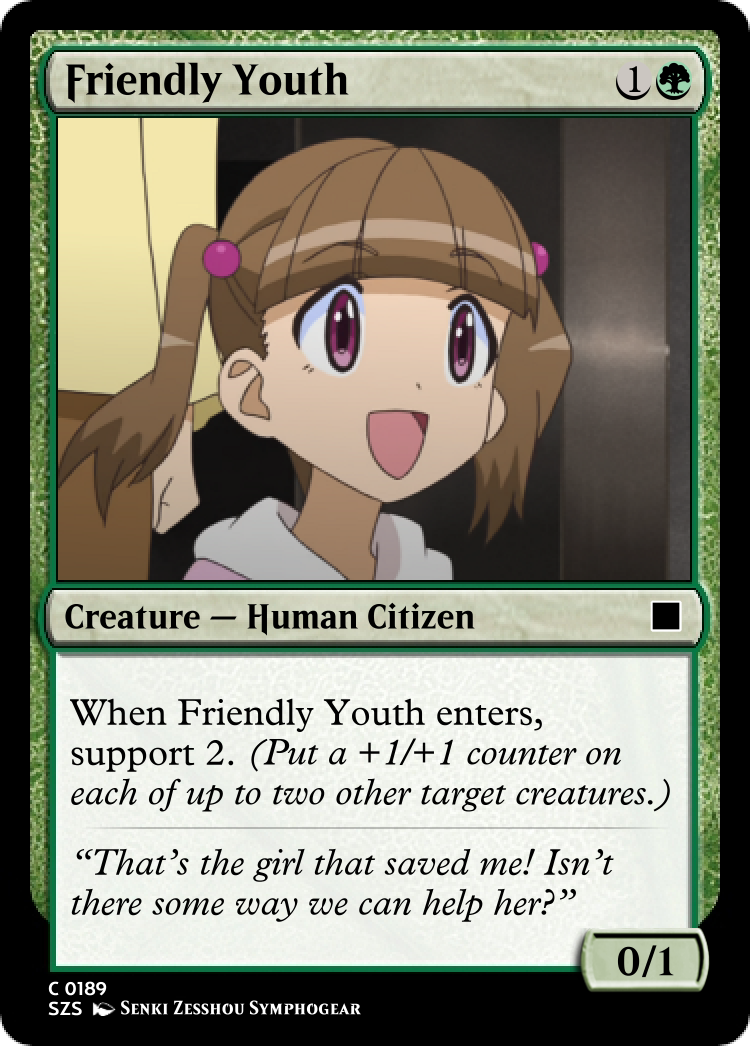 Friendly Youth 1
Creature — Human Citizen
When Friendly Youth enters,
support 2. (Put a +1/+1 counter on
each of up to two other target creatures.)
“That’s the girl that saved me! Isn’t
there some way we can help her?”
0/1
C 0189
SZS Senki Zesshou Symphogear